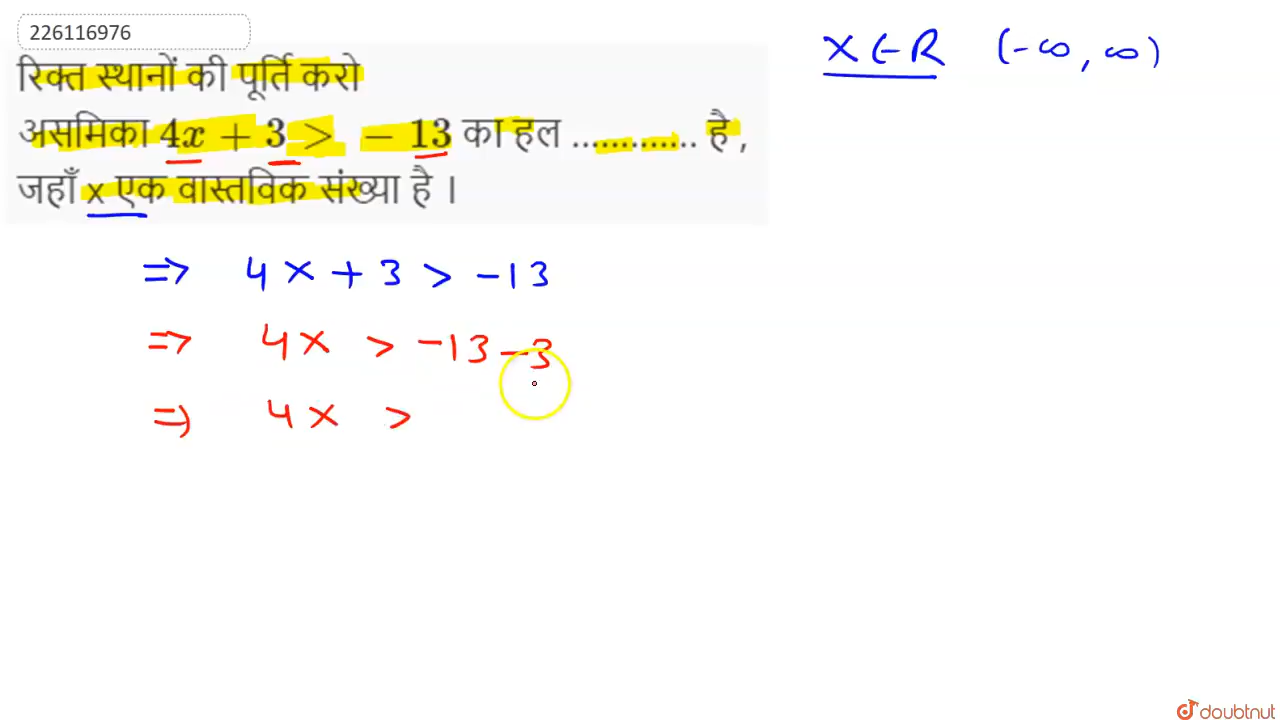 226116976
रिक्त स्थानों की पूर्ति करो
असमिका 4x + 3 > - 13 का हल ............. है ,
जहाँ x एक वास्तविक संख्या है ।
x ∈ R (-∞, ∞)
=> 4x + 3 > -13
=> 4x > -13 -3
=> 4x >
doubtnut